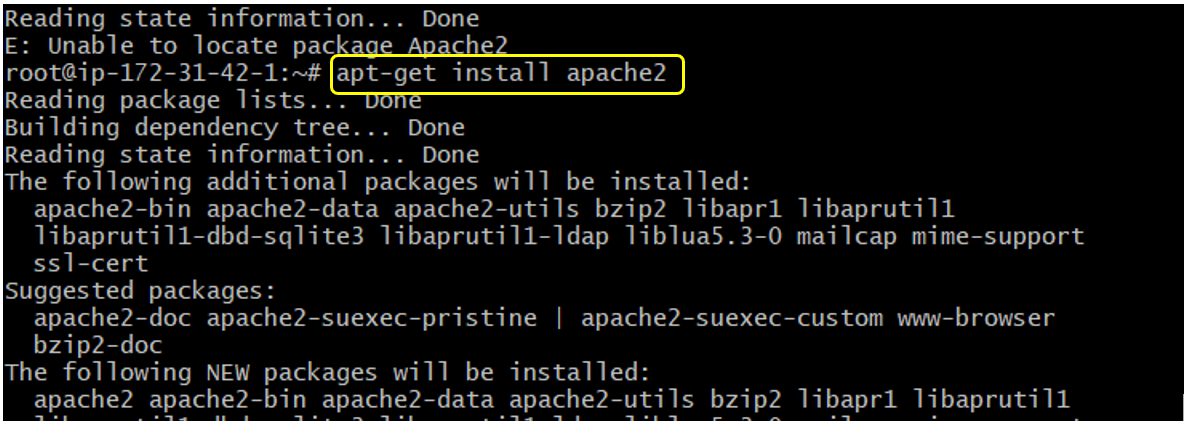 Reading state information... Done
E: Unable to locate package Apache2
root@ip-172-31-42-1:~# apt-get install apache2
Reading package lists... Done
Building dependency tree... Done
Reading state information... Done
The following additional packages will be installed:
  apache2-bin apache2-data apache2-utils bzip2 libapr1 libaprutil1
  libaprutil1-dbd-sqlite3 libaprutil1-ldap liblua5.3-0 mailcap mime-support
  ssl-cert
Suggested packages:
  apache2-doc apache2-suexec-pristine | apache2-suexec-custom www-browser
  bzip2-doc
The following NEW packages will be installed:
  apache2 apache2-bin apache2-data apache2-utils bzip2 libapr1 libaprutil1